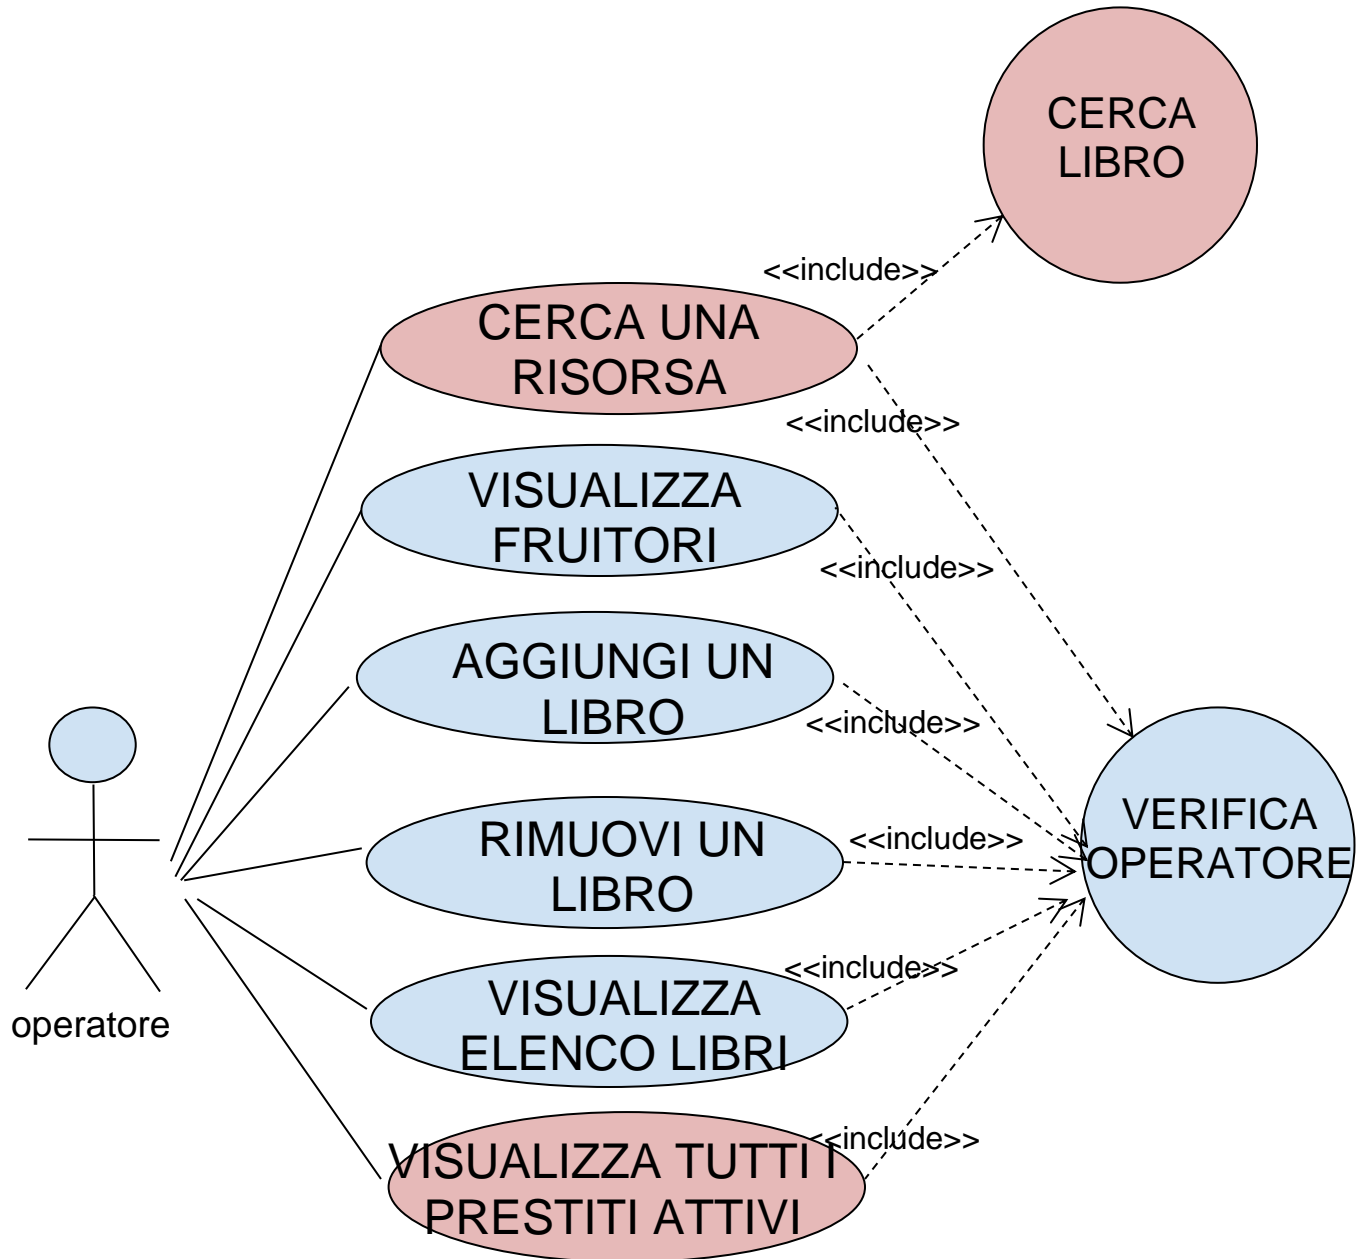 CERCA
LIBRO
<<include>>
CERCA UNA
RISORSA
<<include>>
VISUALIZZA
FRUITORI
<<include>>
AGGIUNGI UN
LIBRO
<<include>>
RIMUOVI UN
LIBRO
<<include>>
VERIFICA
OPERATORE
VISUALIZZA
ELENCO LIBRI
<<include>>
operatore
VISUALIZZA TUTTI I
PRESTITI ATTIVI
<<include>>